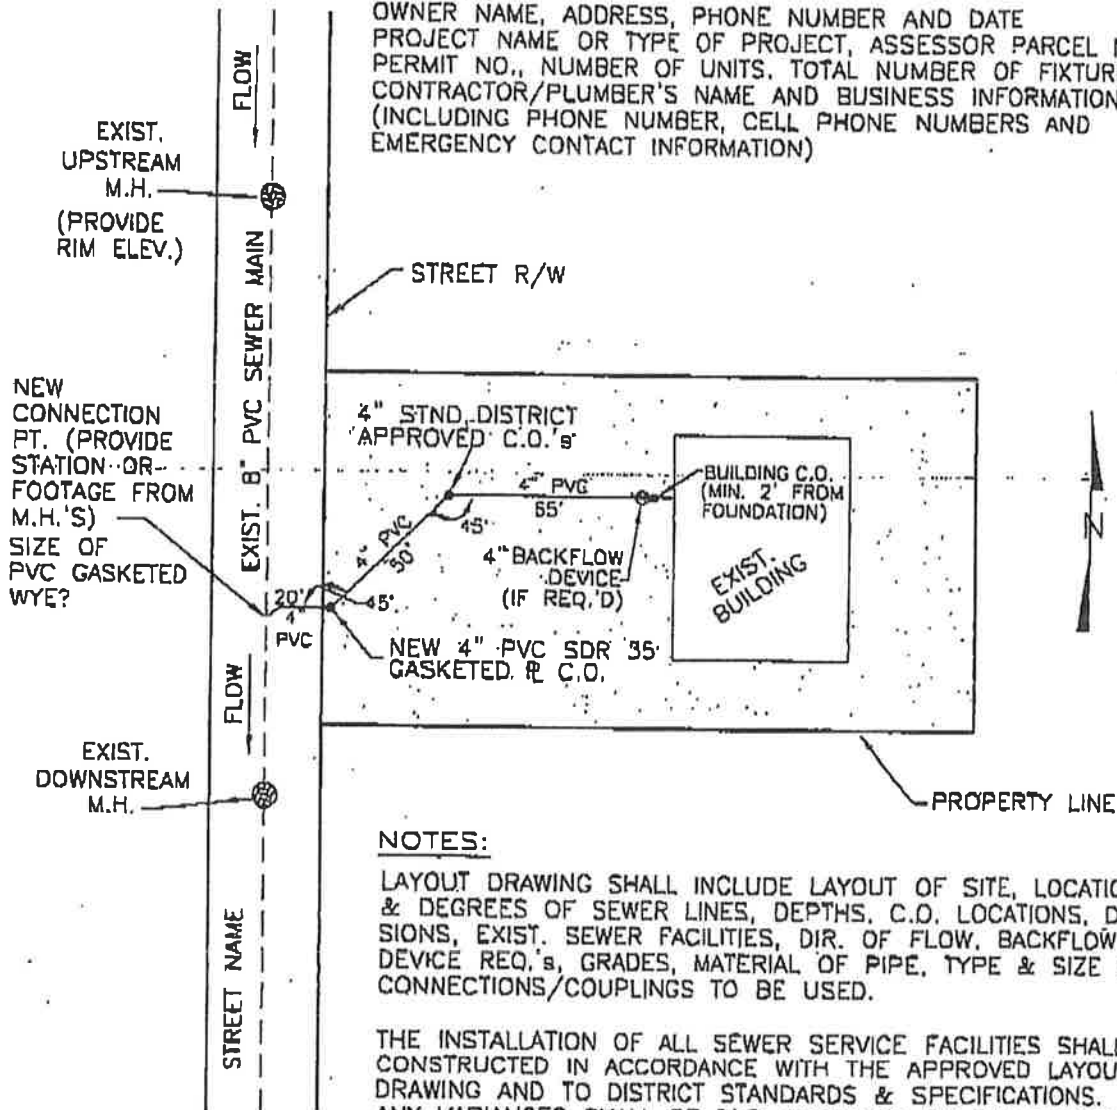 OWNER NAME, ADDRESS, PHONE NUMBER AND DATE
PROJECT NAME OR TYPE OF PROJECT, ASSESSOR PARCEL
PERMIT NO., NUMBER OF UNITS. TOTAL NUMBER OF FIXTUR
CONTRACTOR/PLUMBER'S NAME AND BUSINESS INFORMATION
(INCLUDING PHONE NUMBER, CELL PHONE NUMBERS AND
EMERGENCY CONTACT INFORMATION)
FLOW
EXIST.
UPSTREAM
M.H.
(PROVIDE
RIM ELEV.)
STREET R/W
EXIST. 8" PVC SEWER MAIN
NEW
CONNECTION
PT. (PROVIDE
STATION OR
FOOTAGE FROM
M.H.'S)
SIZE OF
PVC GASKETED
WYE?
4" STND. DISTRICT
APPROVED C.O.'s
4" PVC
65'
BUILDING C.O.
(MIN. 2' FROM
FOUNDATION)
45°
4" PVC
50'
4" BACKFLOW
DEVICE
(IF REQ.'D)
EXIST.
BUILDING
N
20'
4"
PVC
45°
NEW 4" PVC SDR 35
GASKETED. PL C.O.
FLOW
EXIST.
DOWNSTREAM
M.H.
PROPERTY LINE
STREET NAME
NOTES:
LAYOUT DRAWING SHALL INCLUDE LAYOUT OF SITE, LOCATIO
& DEGREES OF SEWER LINES, DEPTHS. C.O. LOCATIONS, D
SIONS, EXIST. SEWER FACILITIES, DIR. OF FLOW. BACKFLOW
DEVICE REQ.'s, GRADES, MATERIAL OF PIPE, TYPE & SIZE
CONNECTIONS/COUPLINGS TO BE USED.
THE INSTALLATION OF ALL SEWER SERVICE FACILITIES SHALL
CONSTRUCTED IN ACCORDANCE WITH THE APPROVED LAYOU
DRAWING AND TO DISTRICT STANDARDS & SPECIFICATIONS.